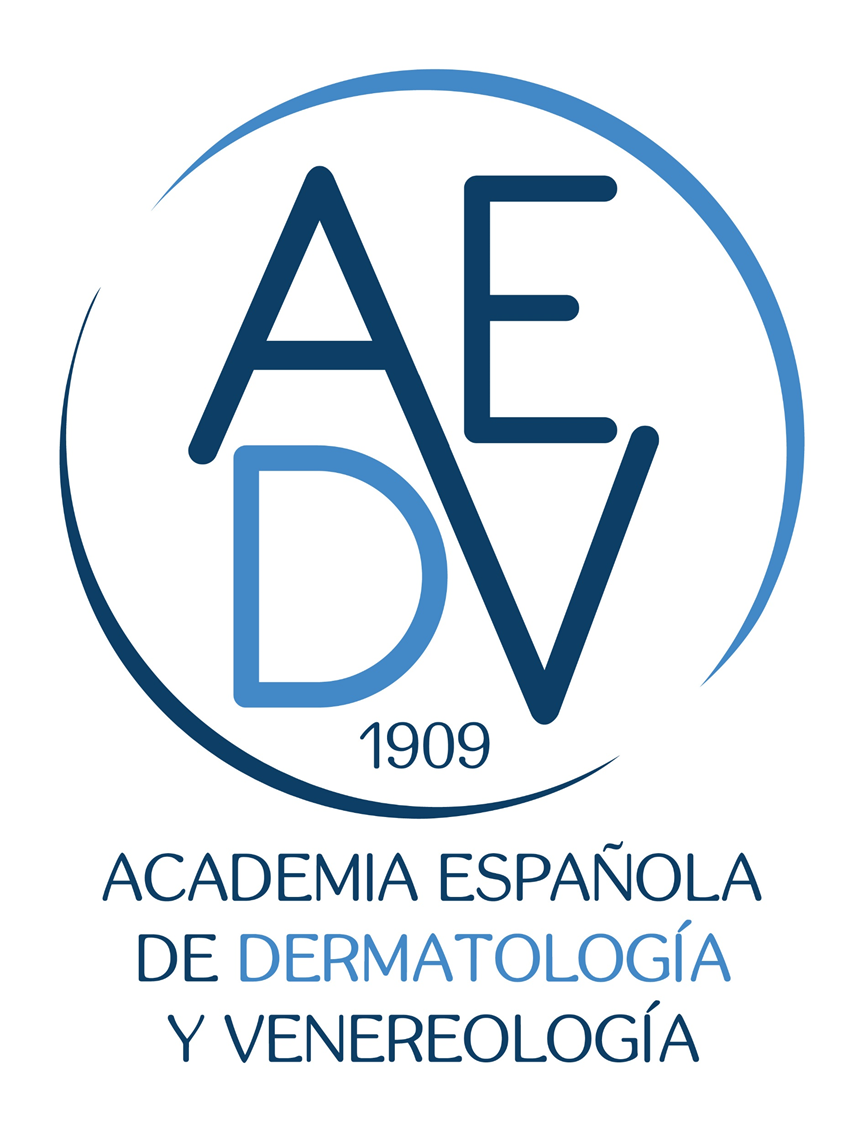 AE
DV
1909
ACADEMIA ESPAÑOLA
DE DERMATOLOGÍA
Y VENEREOLOGÍA